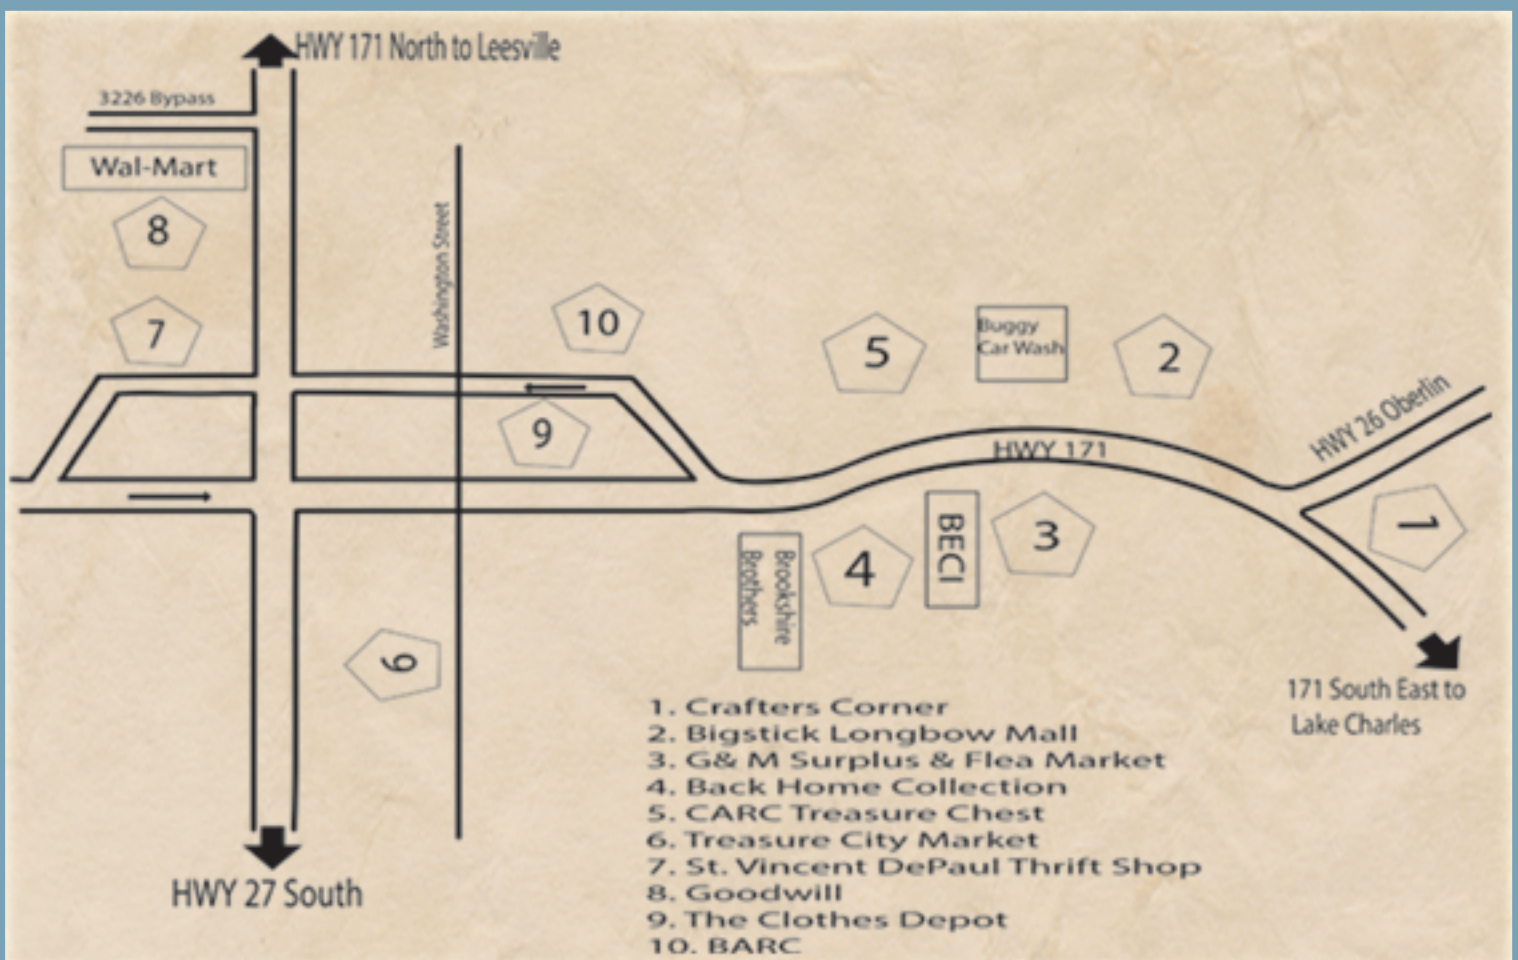 HWY 171 North to Leesville
3226 Bypass
Wal-Mart
8
7
Washington Street
10
9
5
Buggy
Car Wash
2
HWY 26 Oberlin
HWY 171
1
Brookshire
Brothers
4
BECI
3
6
171 South East to
Lake Charles
HWY 27 South
1. Crafters Corner
2. Bigstick Longbow Mall
3. G& M Surplus & Flea Market
4. Back Home Collection
5. CARC Treasure Chest
6. Treasure City Market
7. St. Vincent DePaul Thrift Shop
8. Goodwill
9. The Clothes Depot
10. BARC